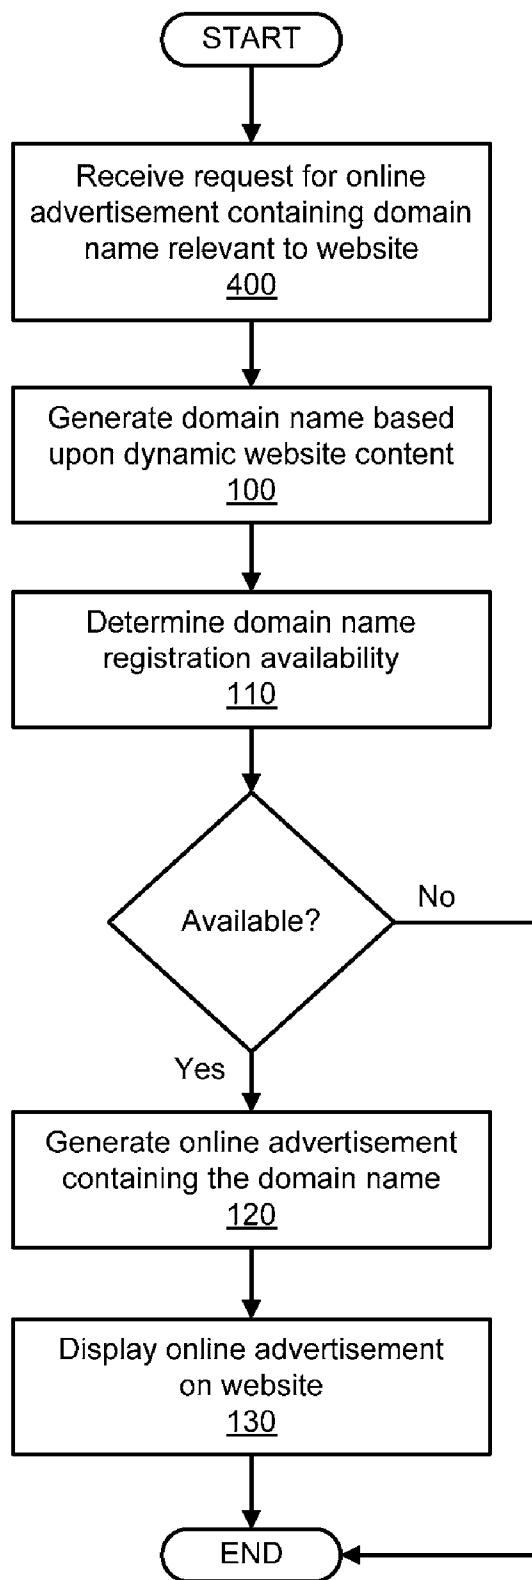 START
Receive request for online
advertisement containing domain
name relevant to website
400
Generate domain name based
upon dynamic website content
100
Determine domain name
registration availability
110
Available?
No
Yes
Generate online advertisement
containing the domain name
120
Display online advertisement
on website
130
END